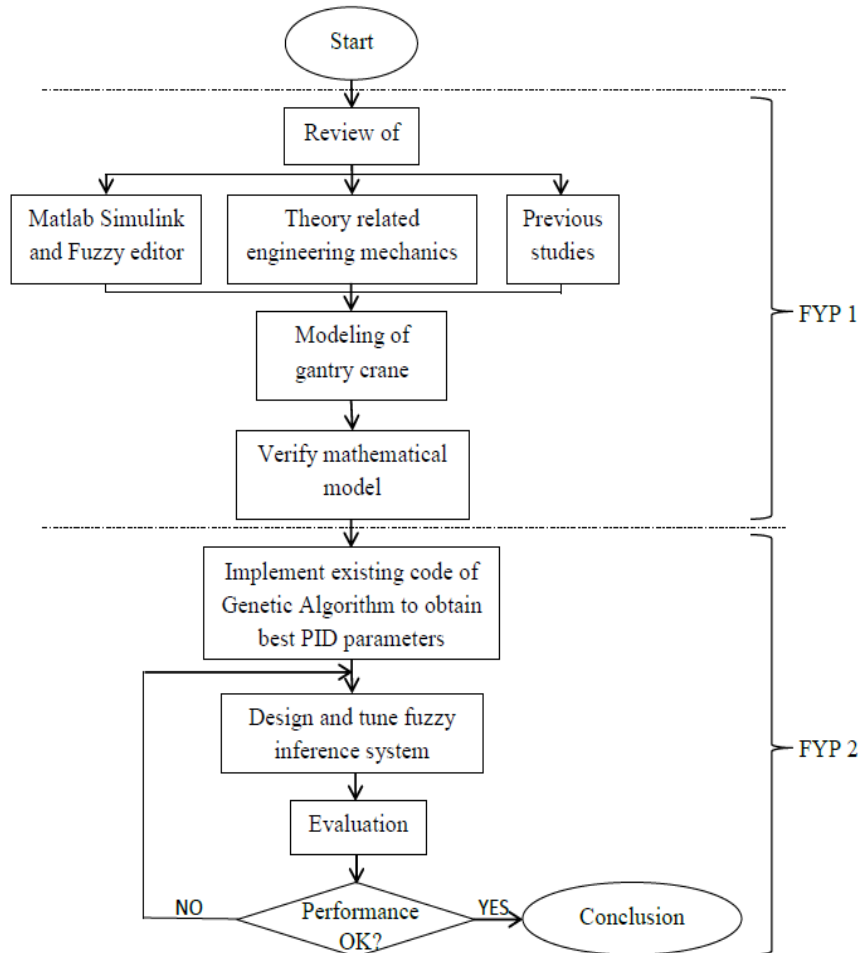 Start
Review of
Matlab Simulink
and Fuzzy editor
Theory related
engineering mechanics
Previous
studies
Modeling of
gantry crane
FYP 1
Verify mathematical
model
Implement existing code of
Genetic Algorithm to obtain
best PID parameters
Design and tune fuzzy
inference system
FYP 2
Evaluation
NO
Performance
OK?
YES
Conclusion